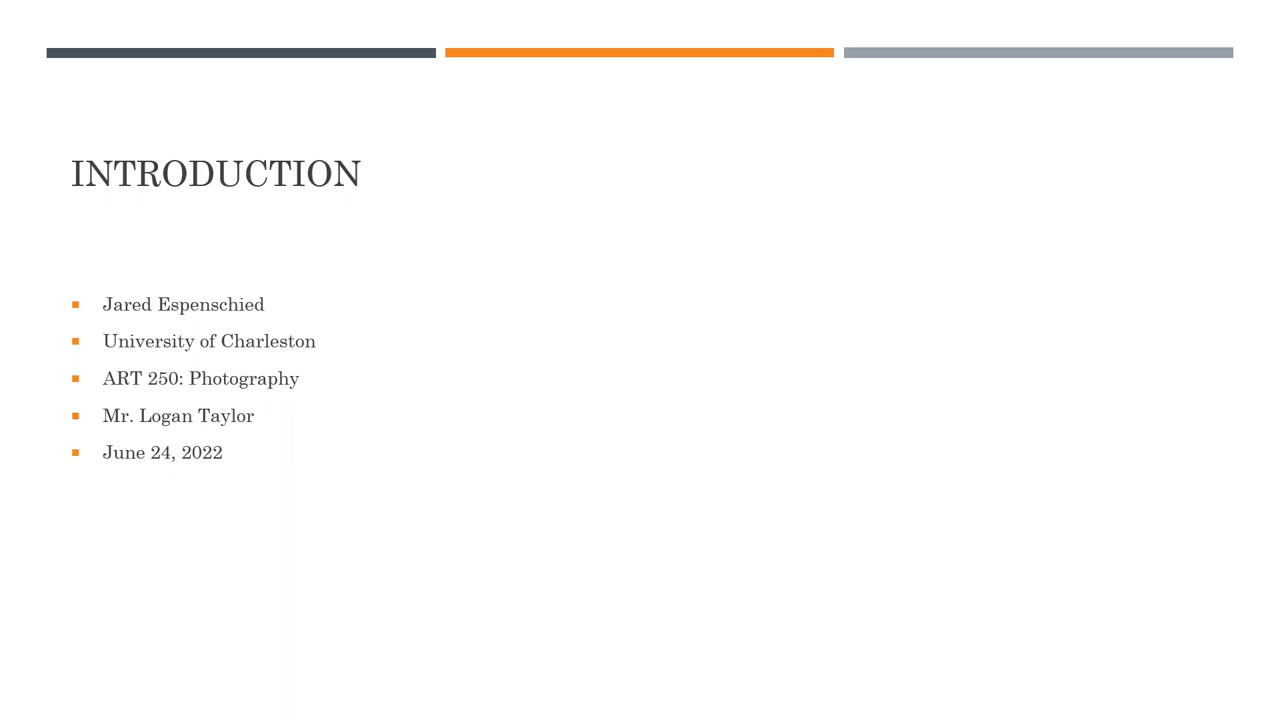 INTRODUCTION
Jared Espenschied
University of Charleston
ART 250: Photography
Mr. Logan Taylor
June 24, 2022